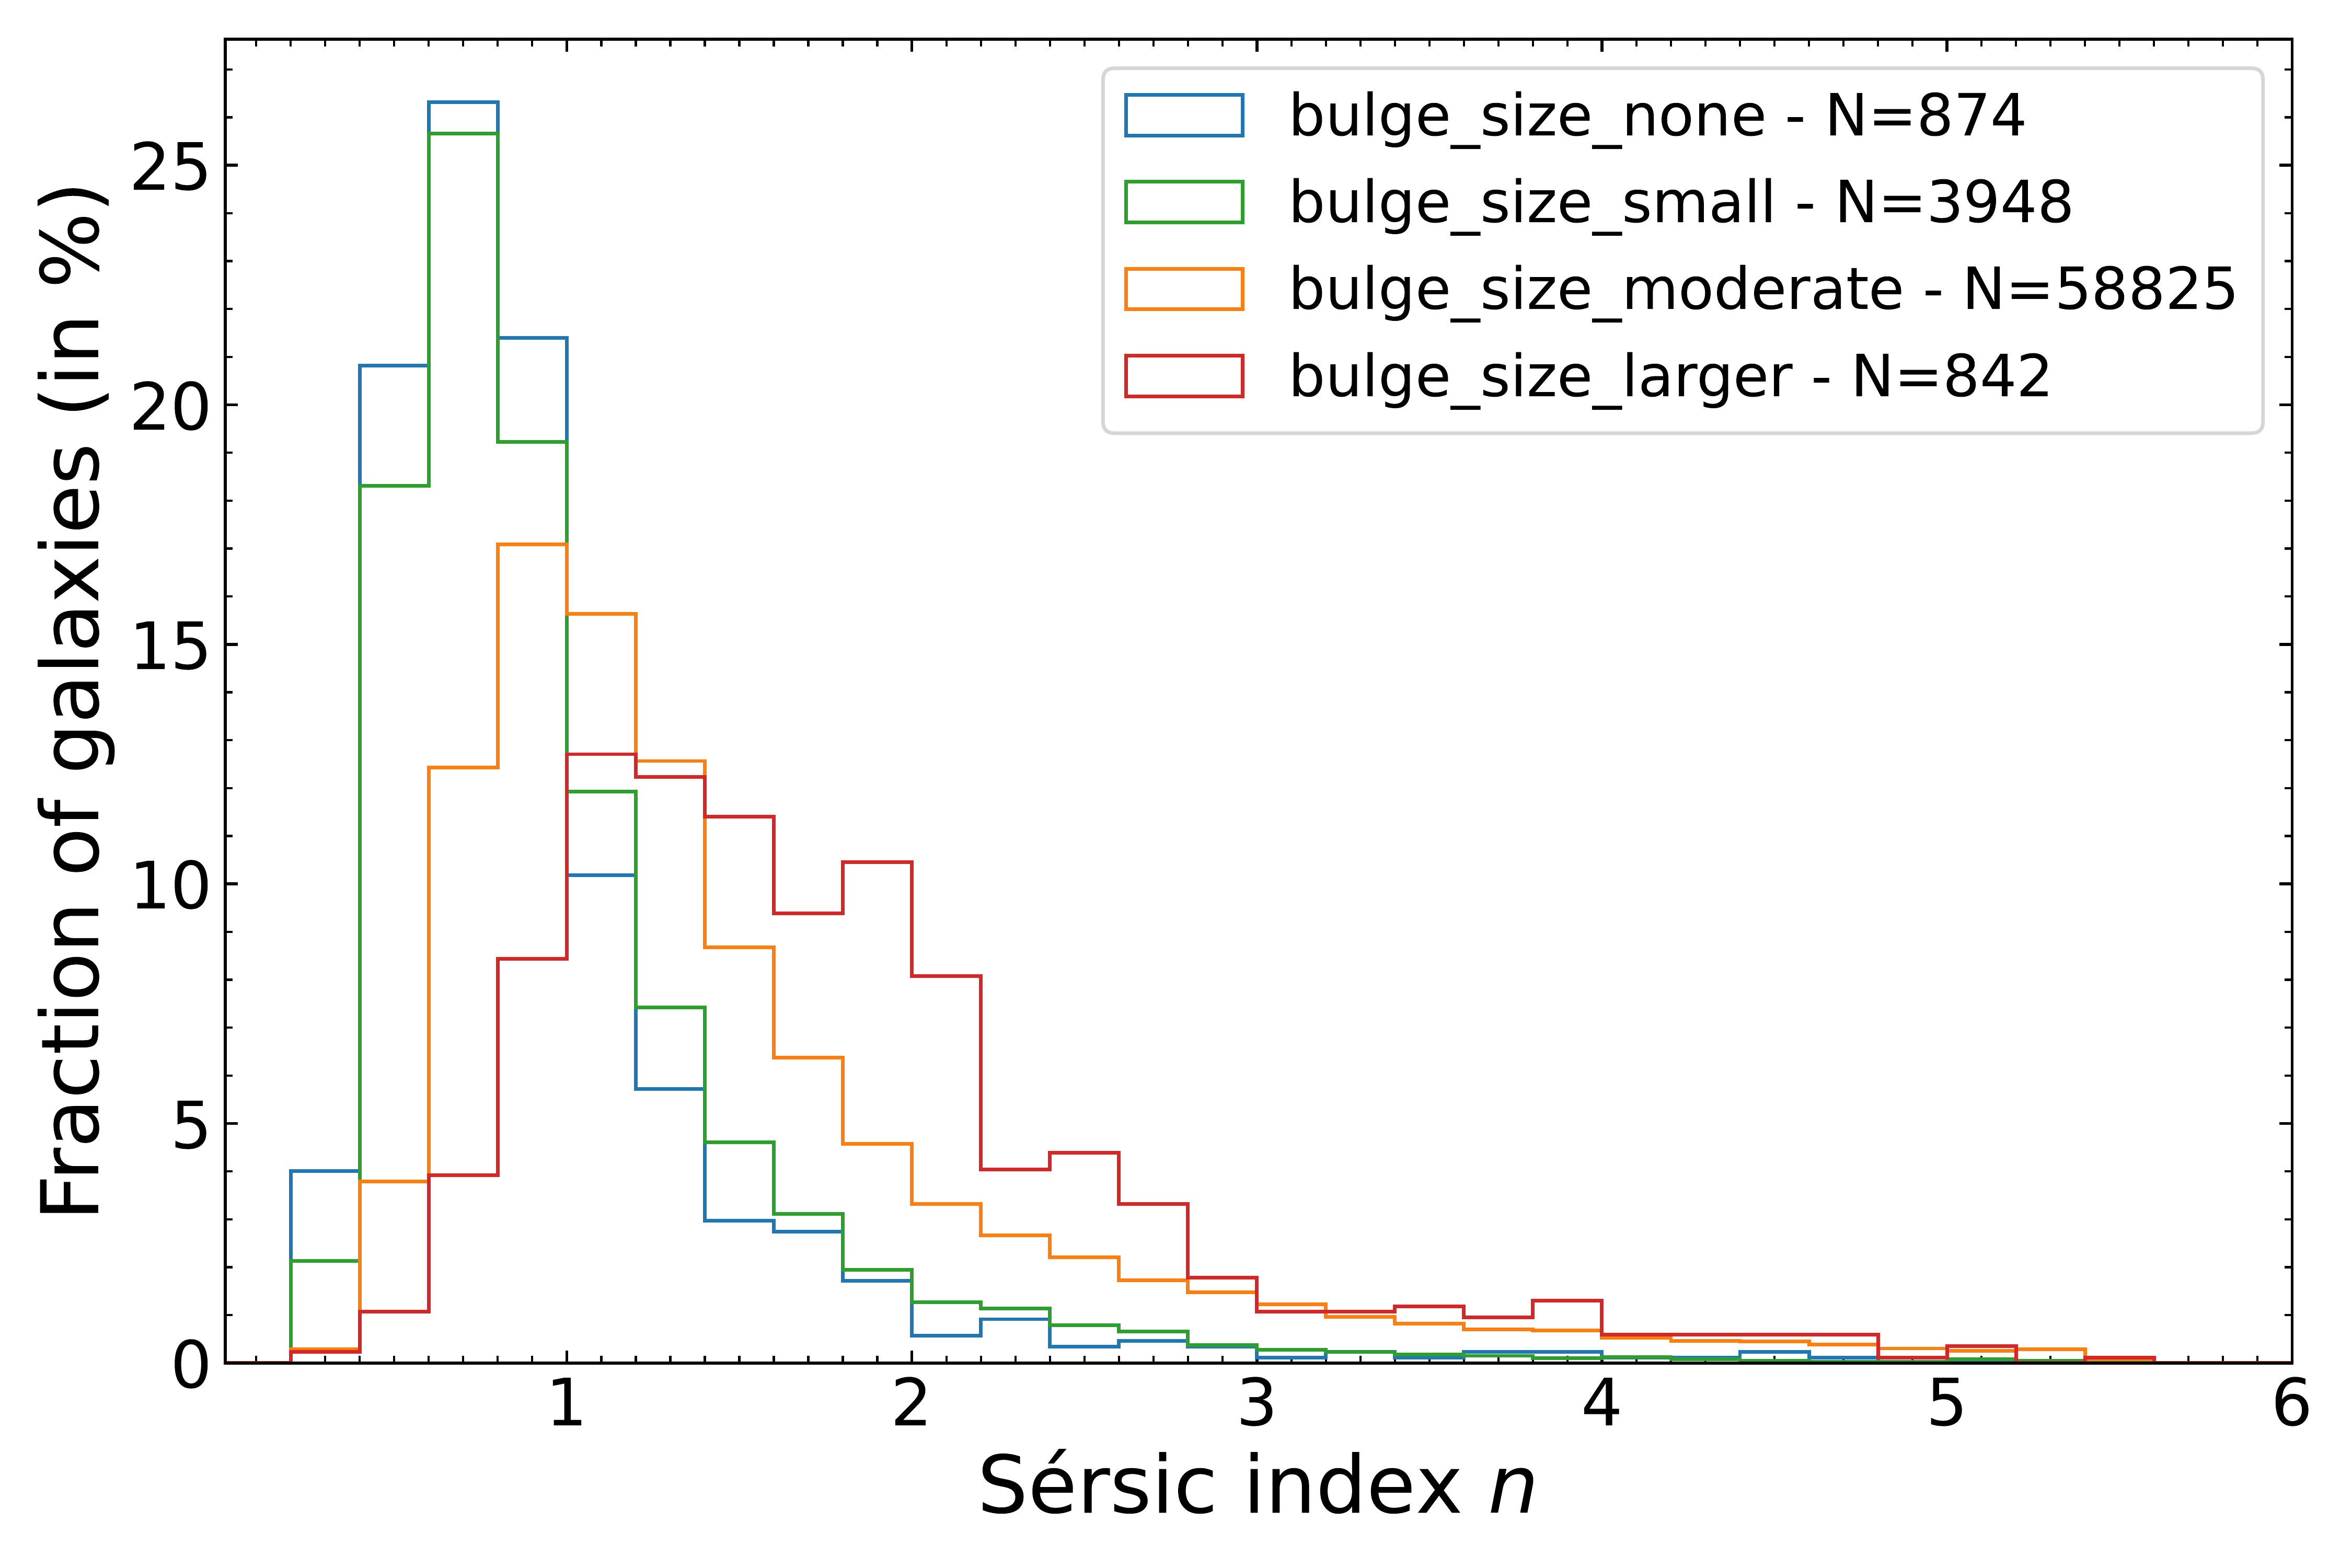 bulge_size_none - N=874
bulge_size_small - N=3948
bulge_size_moderate - N=58825
bulge_size_larger - N=842
Fraction of galaxies (in %)
25
20
15
10
5
0
1 2 3 4 5 6
Sérsic index n